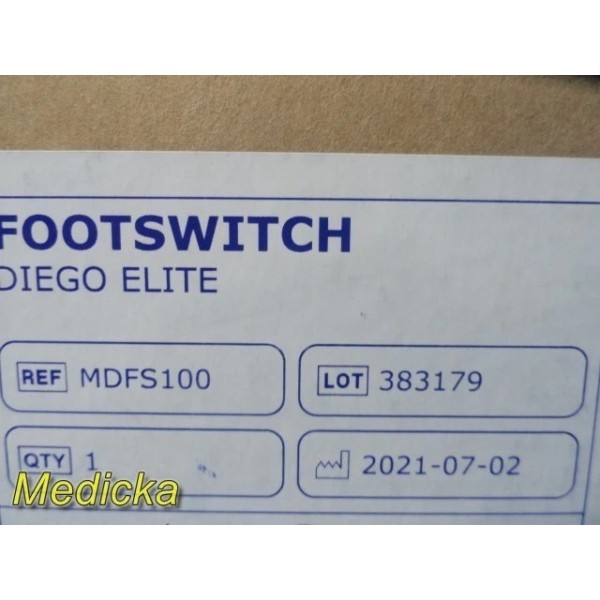 FOOTSWITCH
DIEGO ELITE
REF MDFS100
LOT 383179
QTY 1
2021-07-02
Medicka